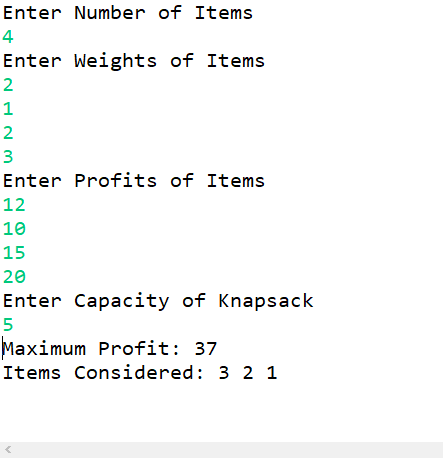 Enter Number of Items
4
Enter Weights of Items
2
1
2
3
Enter Profits of Items
12
10
15
20
Enter Capacity of Knapsack
5
Maximum Profit: 37
Items Considered: 3 2 1